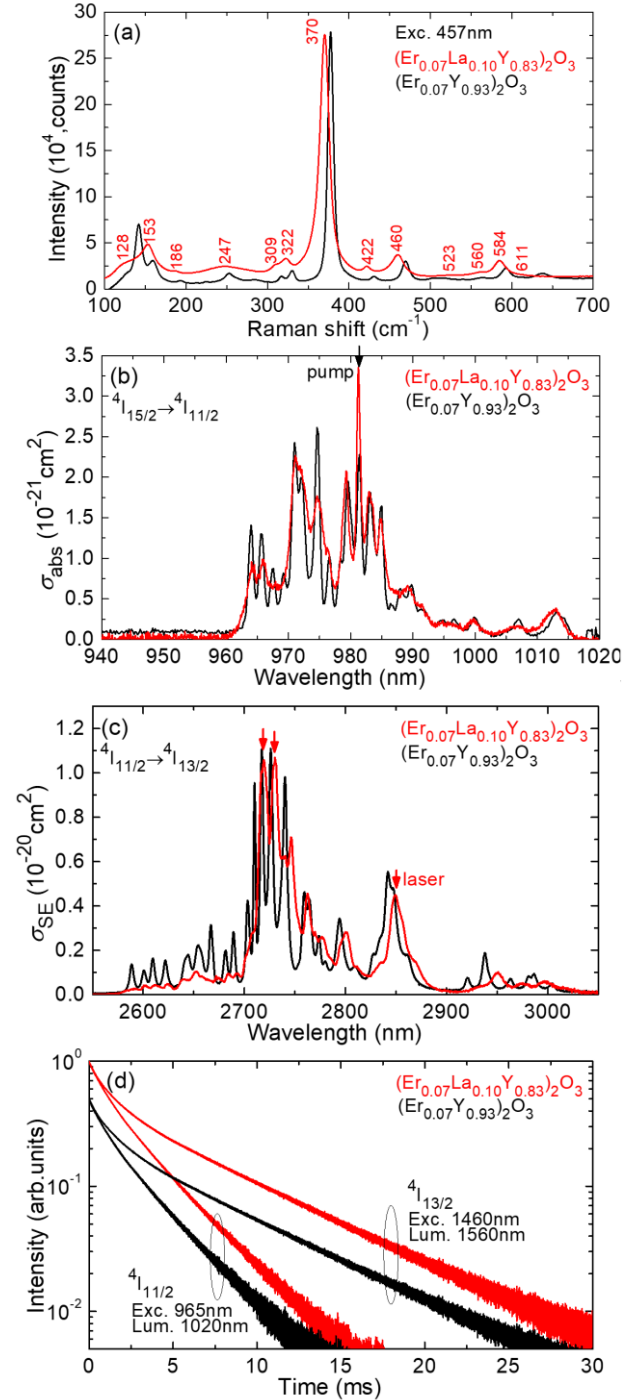 (a)
Exc. 457nm
(Er0.07La0.10Y0.83)2O3
(Er0.07Y0.93)2O3
370
128
153
186
247
309
322
422
460
523
560
584
611
30
25
20
15
10
5
0
Intensity (10⁴,counts)
100 200 300 400 500 600 700
Raman shift (cm⁻¹)
(b)
pump
(Er0.07La0.10Y0.83)2O3
(Er0.07Y0.93)2O3
⁴I15/2→⁴I11/2
3.5
3.0
2.5
2.0
1.5
1.0
0.5
0.0
σabs (10⁻²¹cm²)
940 950 960 970 980 990 1000 1010 1020
Wavelength (nm)
(c)
(Er0.07La0.10Y0.83)2O3
(Er0.07Y0.93)2O3
⁴I11/2→⁴I13/2
laser
1.2
1.0
0.8
0.6
0.4
0.2
0.0
σSE (10⁻²⁰cm²)
2600 2700 2800 2900 3000
Wavelength (nm)
(d)
(Er0.07La0.10Y0.83)2O3
(Er0.07Y0.93)2O3
⁴I13/2
Exc. 1460nm
Lum. 1560nm
⁴I11/2
Exc. 965nm
Lum. 1020nm
10⁰
10⁻¹
10⁻²
Intensity (arb.units)
0 5 10 15 20 25 30
Time (ms)